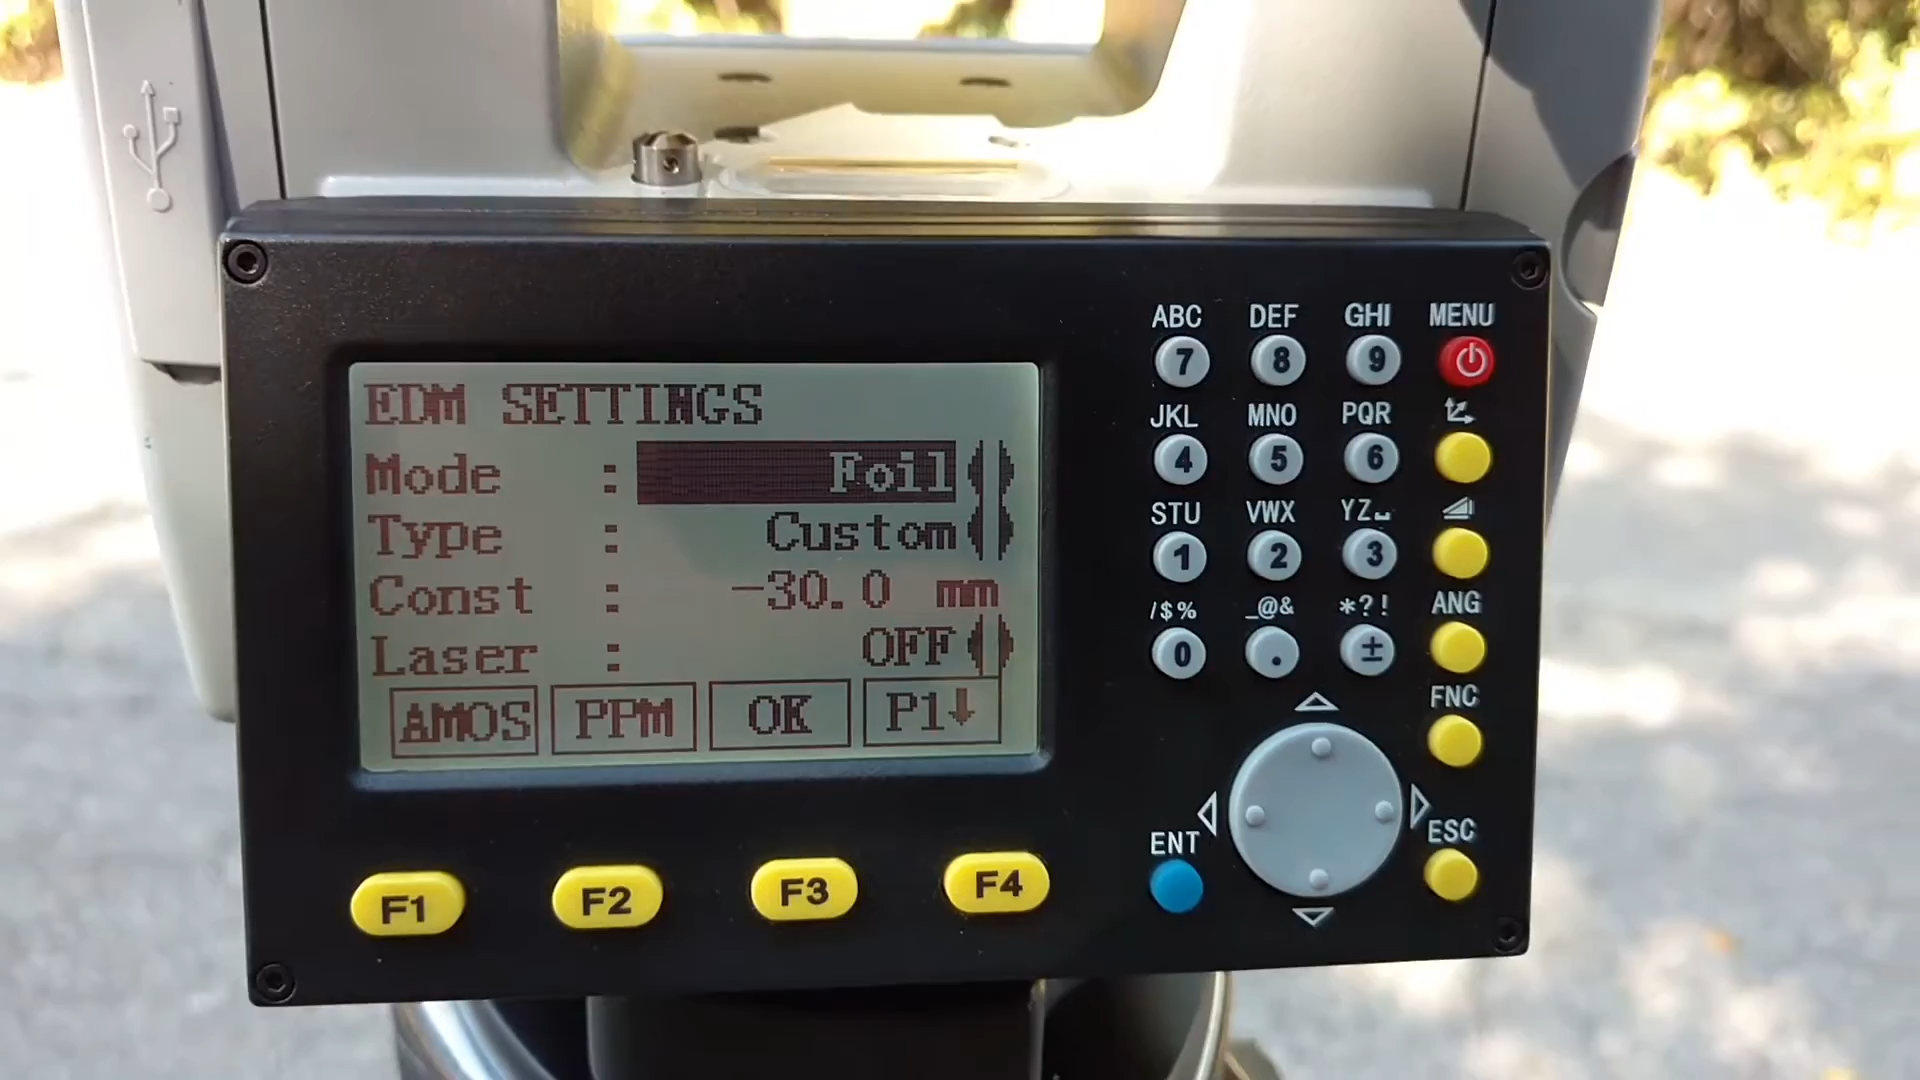 EDM SETTINGS
Mode : Foil
Type : Custom
Const : -30.0 mm
Laser : OFF
AMOS PPM OK P1↓
F1 F2 F3 F4
ABC DEF GHI MENU
7 8 9
JKL MNO PQR
4 5 6
STU VWX YZ␣
1 2 3
/$% _@& *?! ANG
0 . ±
FNC
ENT ESC